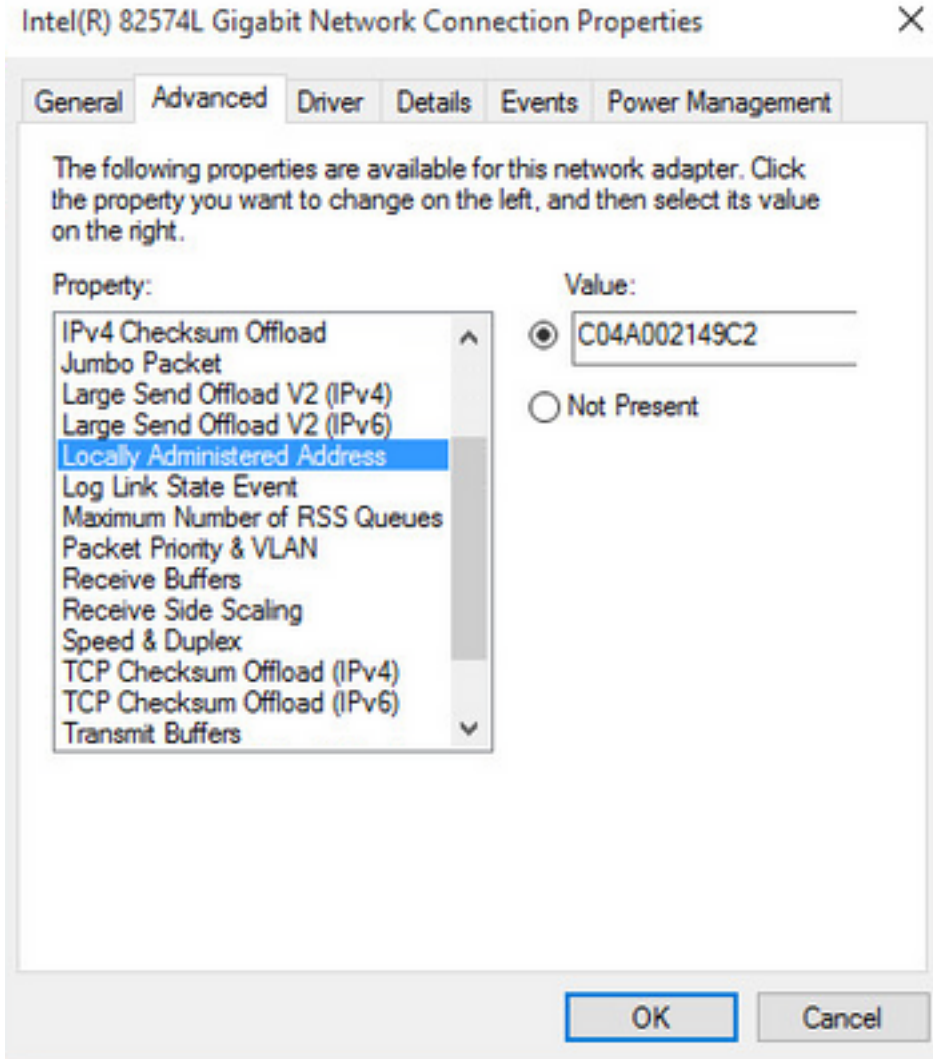 Intel(R) 82574L Gigabit Network Connection Properties
General Advanced Driver Details Events Power Management
The following properties are available for this network adapter. Click
the property you want to change on the left, and then select its value
on the right.
Property:
Value:
IPv4 Checksum Offload
Jumbo Packet
Large Send Offload V2 (IPv4)
Large Send Offload V2 (IPv6)
Locally Administered Address
Log Link State Event
Maximum Number of RSS Queues
Packet Priority & VLAN
Receive Buffers
Receive Side Scaling
Speed & Duplex
TCP Checksum Offload (IPv4)
TCP Checksum Offload (IPv6)
Transmit Buffers
C04A002149C2
Not Present
OK Cancel